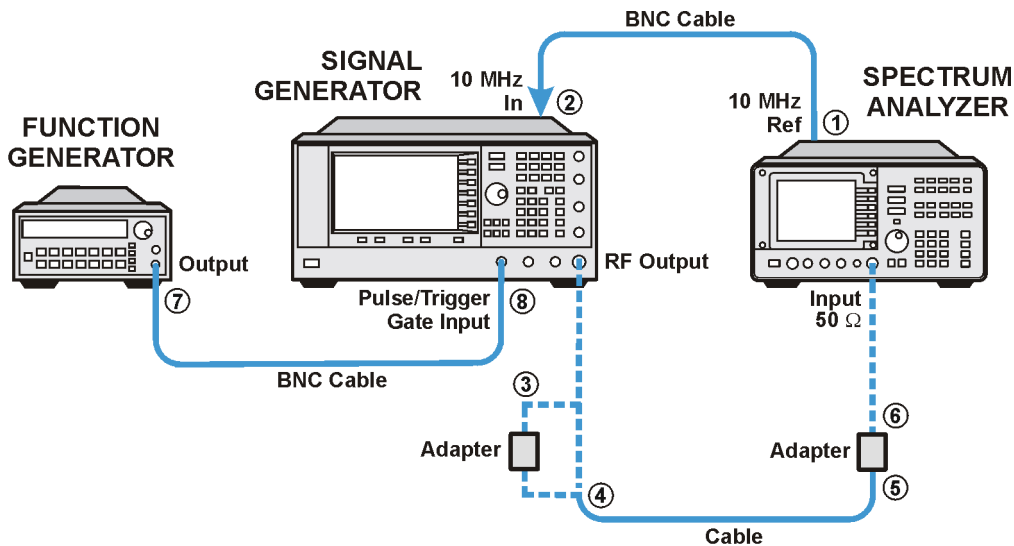 BNC Cable
SIGNAL
GENERATOR
10 MHz
In
②
SPECTRUM
ANALYZER
10 MHz
Ref
①
FUNCTION
GENERATOR
Output
⑦
Pulse/Trigger
Gate Input
⑧
RF Output
Input
50 Ω
BNC Cable
③
Adapter
④
⑥
Adapter
⑤
Cable